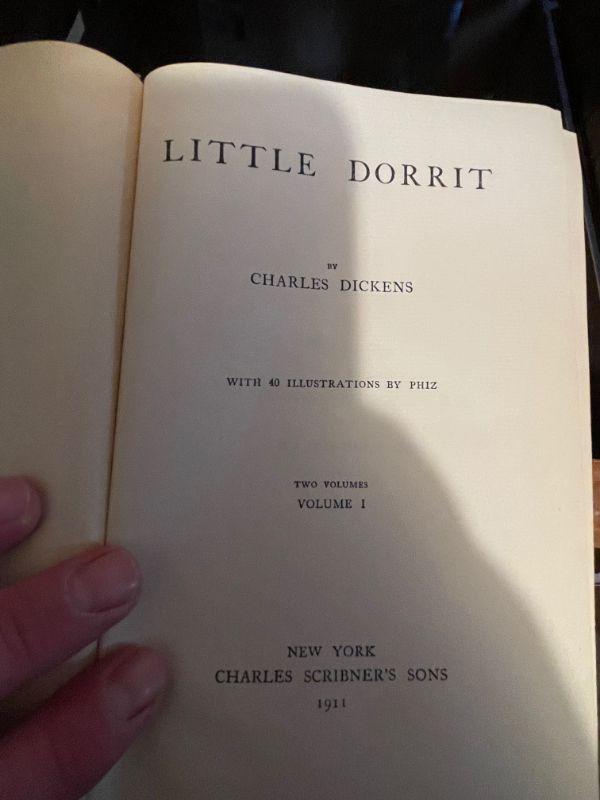 LITTLE DORRIT
BY
CHARLES DICKENS
WITH 40 ILLUSTRATIONS BY PHIZ
TWO VOLUMES
VOLUME I
NEW YORK
CHARLES SCRIBNER'S SONS
1911